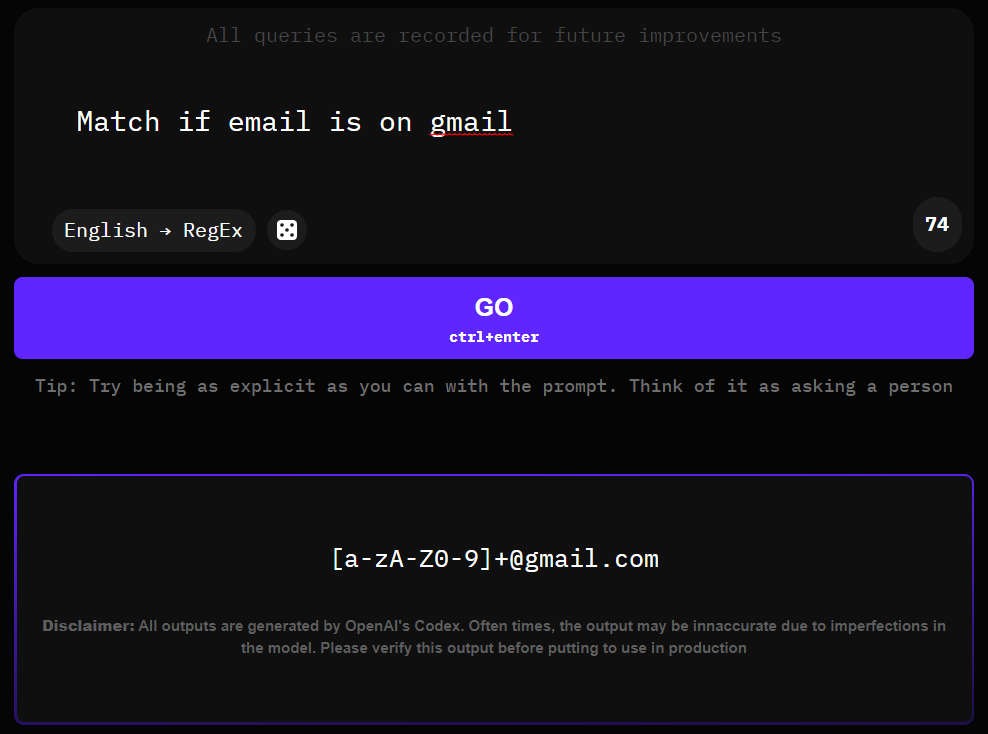 All queries are recorded for future improvements
Match if email is on gmail
English → RegEx
74
GO
ctrl+enter
Tip: Try being as explicit as you can with the prompt. Think of it as asking a person
[a-zA-Z0-9]+@gmail.com
Disclaimer: All outputs are generated by OpenAI's Codex. Often times, the output may be innaccurate due to imperfections in
the model. Please verify this output before putting to use in production